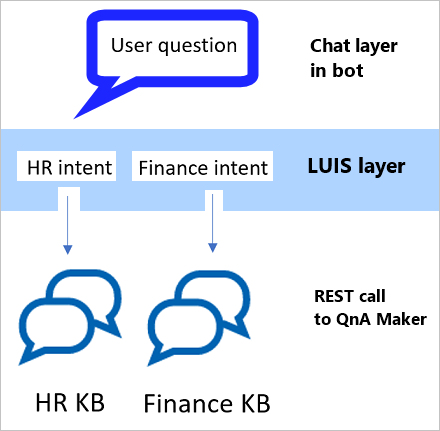 User question
Chat layer
in bot
HR intent
Finance intent
LUIS layer
REST call
to QnA Maker
HR KB
Finance KB